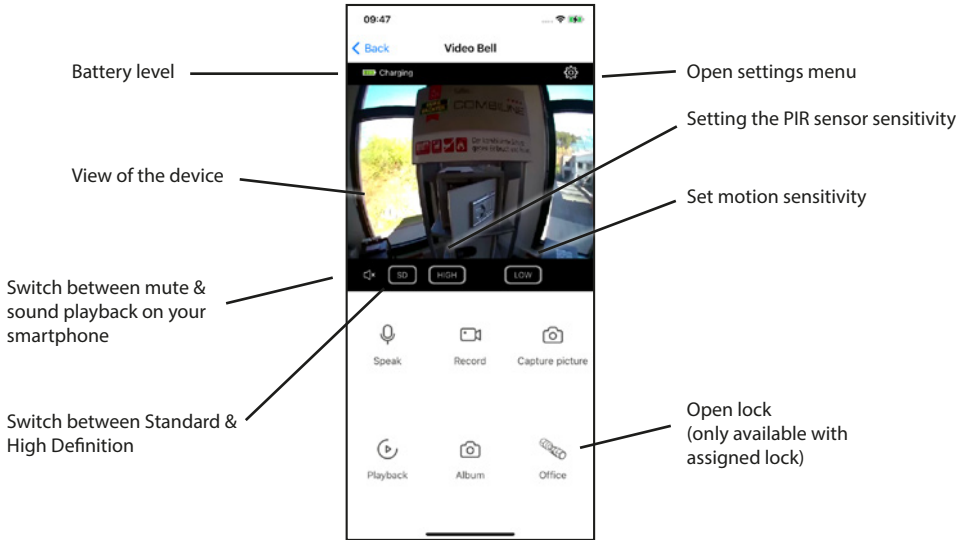 09:47
Back
Video Bell
Battery level
Charging
Open settings menu
COMBILINE
Setting the PIR sensor sensitivity
View of the device
Set motion sensitivity
SD
HIGH
LOW
Switch between mute &
sound playback on your
smartphone
Speak
Record
Capture picture
Switch between Standard &
High Definition
Open lock
(only available with
assigned lock)
Playback
Album
Office